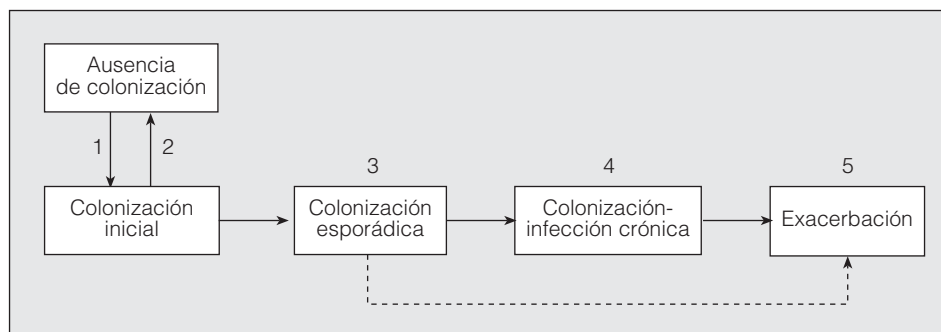 Ausencia
de colonización
1
2
3
4
5
Colonización
inicial
Colonización
esporádica
Colonización-
infección crónica
Exacerbación